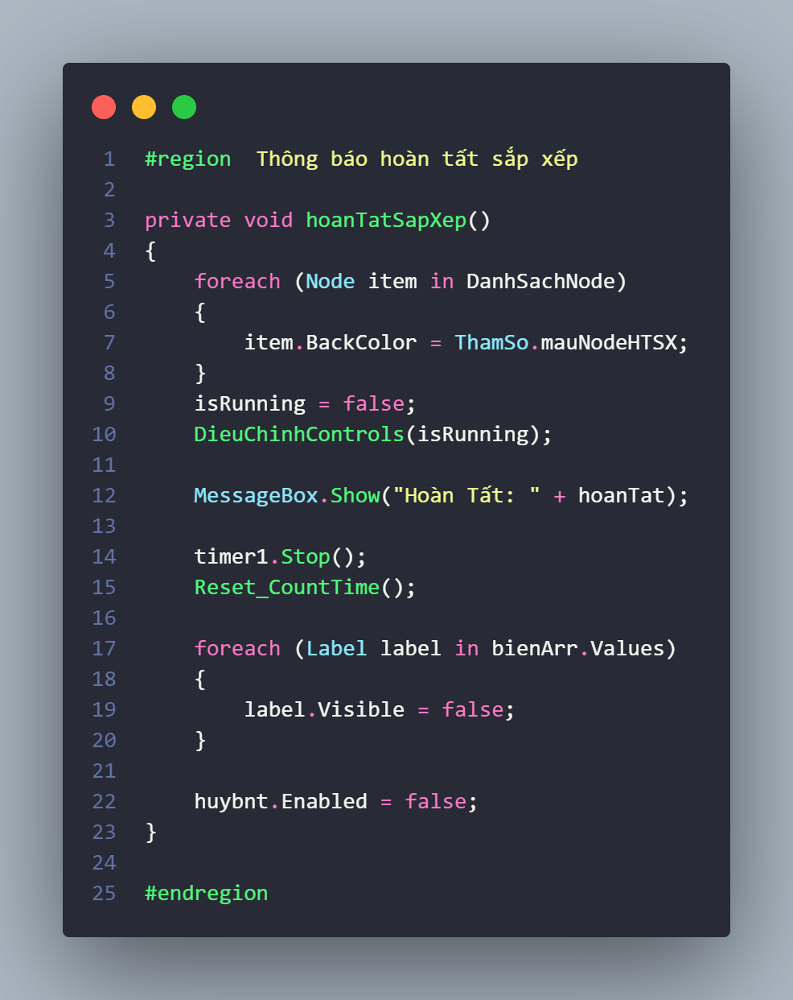 1 #region  Thông báo hoàn tất sắp xếp
2
3 private void hoanTatSapXep()
4 {
5     foreach (Node item in DanhSachNode)
6     {
7         item.BackColor = ThamSo.mauNodeHTSX;
8     }
9     isRunning = false;
10     DieuChinhControls(isRunning);
11
12     MessageBox.Show("Hoàn Tất: " + hoanTat);
13
14     timer1.Stop();
15     Reset_CountTime();
16
17     foreach (Label label in bienArr.Values)
18     {
19         label.Visible = false;
20     }
21
22     huybnt.Enabled = false;
23 }
24
25 #endregion